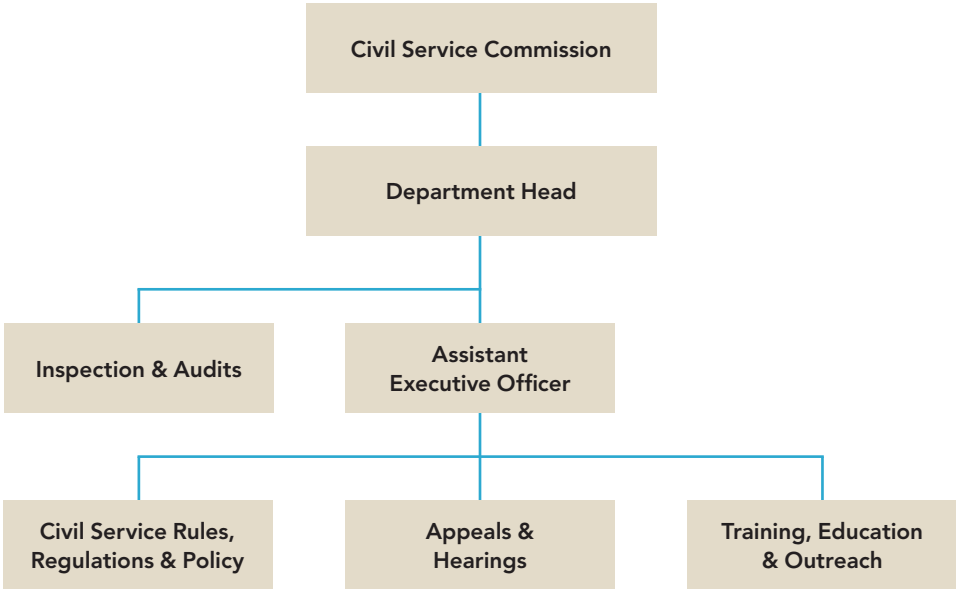 Civil Service Commission
Department Head
Inspection & Audits
Assistant
Executive Officer
Civil Service Rules,
Regulations & Policy
Appeals &
Hearings
Training, Education
& Outreach